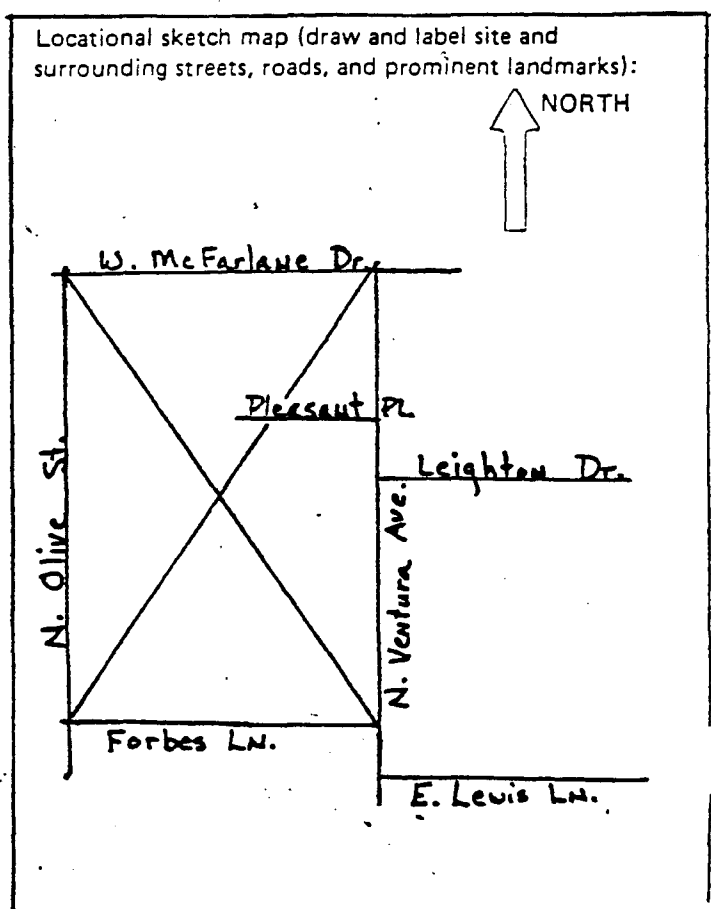 Locational sketch map (draw and label site and
surrounding streets, roads, and prominent landmarks):
NORTH
W. McFarlane Dr.
Pleasant PL
Leighton Dr.
N. Olive St.
N. Ventura Ave.
Forbes LN.
E. Lewis LN.